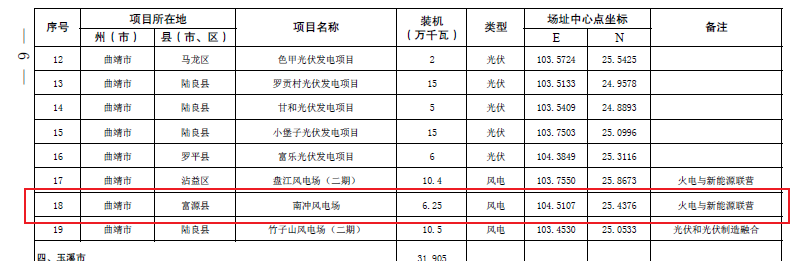 — 9 —
序号 项目所在地 项目名称 装机（万千瓦） 类型 场址中心点坐标 备注
州（市） 县（市、区） E N
12 曲靖市 马龙区 色甲光伏发电项目 2 光伏 103.5724 25.5425
13 曲靖市 陆良县 罗贡村光伏发电项目 15 光伏 103.5133 24.9578
14 曲靖市 陆良县 甘和光伏发电项目 5 光伏 103.5409 24.8893
15 曲靖市 陆良县 小堡子光伏发电项目 15 光伏 103.7503 25.0996
16 曲靖市 罗平县 富乐光伏发电项目 6 光伏 104.3849 25.3116
17 曲靖市 沾益区 盘江风电场（二期） 10.4 风电 103.7550 25.8673 火电与新能源联营
18 曲靖市 富源县 南冲风电场 6.25 风电 104.5107 25.4376 火电与新能源联营
19 曲靖市 陆良县 竹子山风电场（二期） 10.5 风电 103.4530 25.0533 光伏和光伏制造融合
四、玉溪市 31.905